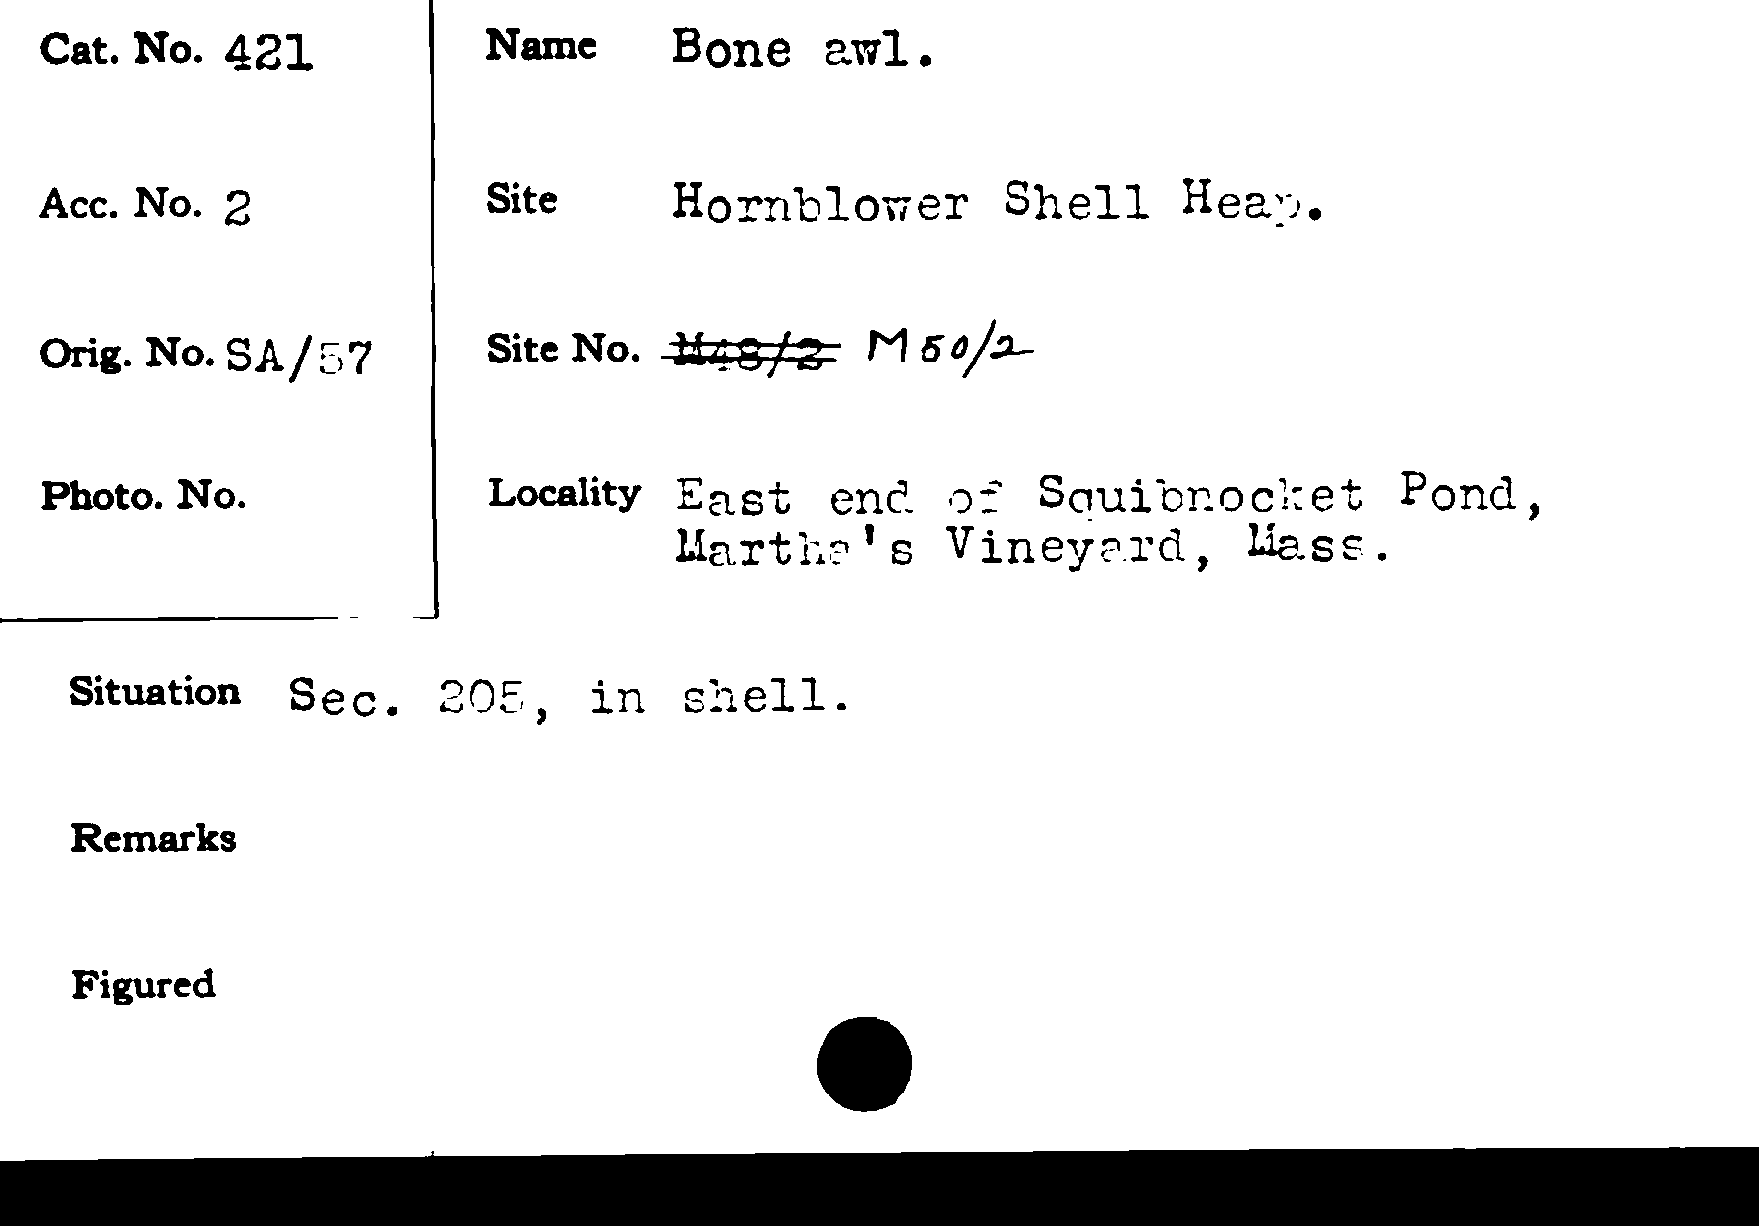 Cat. No. 421
Name Bone awl.
Acc. No. 2
Site Hornblower Shell Heap.
Orig. No. SA/57
Site No. M48/2 M50/2
Photo. No.
Locality East end of Squibnocket Pond,
Martha's Vineyard, Mass.
Situation Sec. 205, in shell.
Remarks
Figured